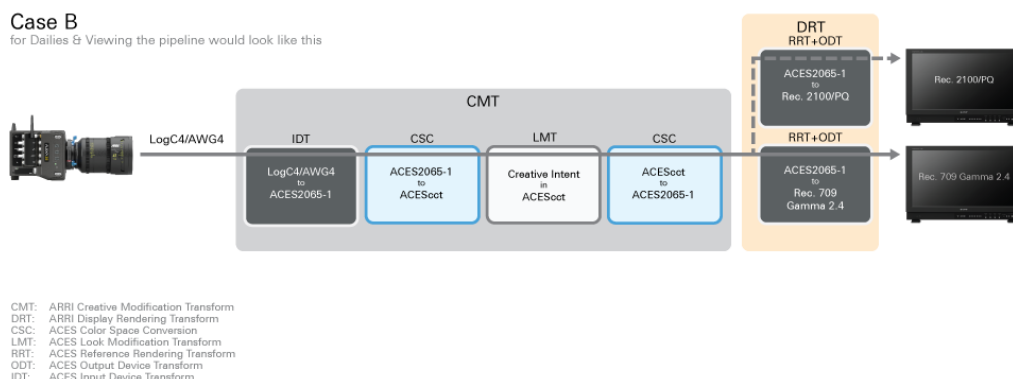 Case B
for Dailies & Viewing the pipeline would look like this
DRT
RRT+ODT
ACES2065-1
to
Rec. 2100/PQ
Rec. 2100/PQ
CMT
LogC4/AWG4
IDT
CSC
LMT
CSC
RRT+ODT
LogC4/AWG4
to
ACES2065-1
ACES2065-1
to
ACEScct
Creative Intent
in
ACEScct
ACEScct
to
ACES2065-1
ACES2065-1
to
Rec. 709
Gamma 2.4
Rec. 709 Gamma 2.4
CMT: ARRI Creative Modification Transform
DRT: ARRI Display Rendering Transform
CSC: ACES Color Space Conversion
LMT: ACES Look Modification Transform
RRT: ACES Reference Rendering Transform
ODT: ACES Output Device Transform
IDT: ACES Input Device Transform